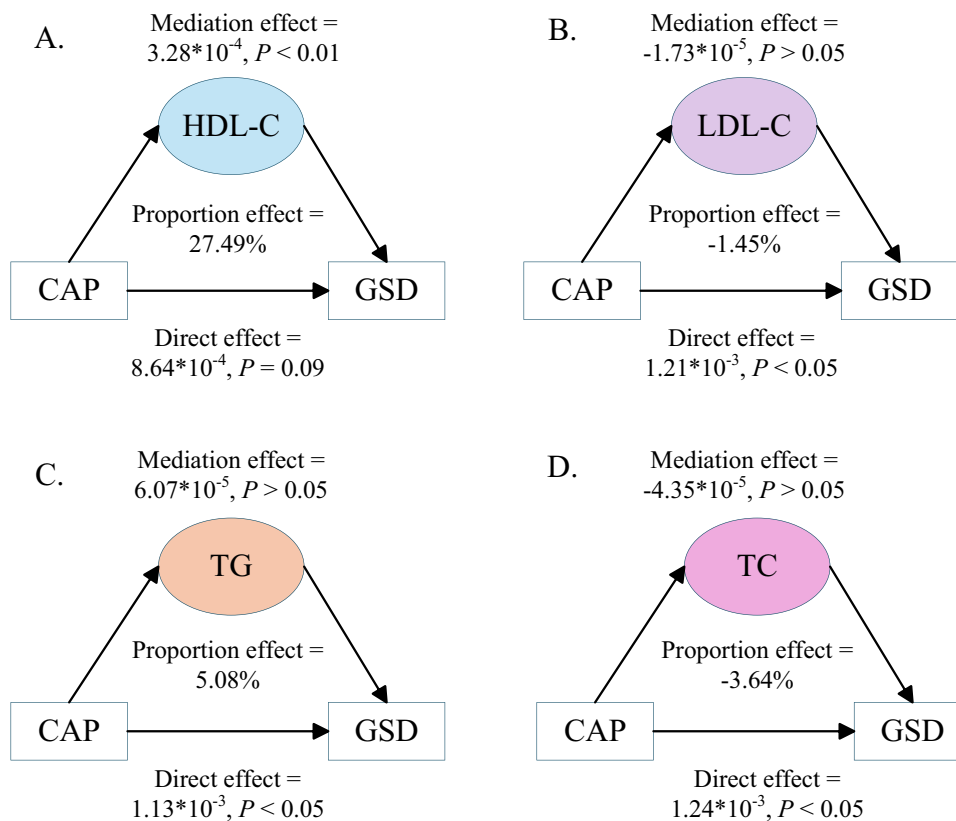 A.
Mediation effect =
3.28*10⁻⁴, P < 0.01
HDL-C
Proportion effect =
27.49%
CAP
GSD
Direct effect =
8.64*10⁻⁴, P = 0.09
B.
Mediation effect =
-1.73*10⁻⁵, P > 0.05
LDL-C
Proportion effect =
-1.45%
CAP
GSD
Direct effect =
1.21*10⁻³, P < 0.05
C.
Mediation effect =
6.07*10⁻⁵, P > 0.05
TG
Proportion effect =
5.08%
CAP
GSD
Direct effect =
1.13*10⁻³, P < 0.05
D.
Mediation effect =
-4.35*10⁻⁵, P > 0.05
TC
Proportion effect =
-3.64%
CAP
GSD
Direct effect =
1.24*10⁻³, P < 0.05